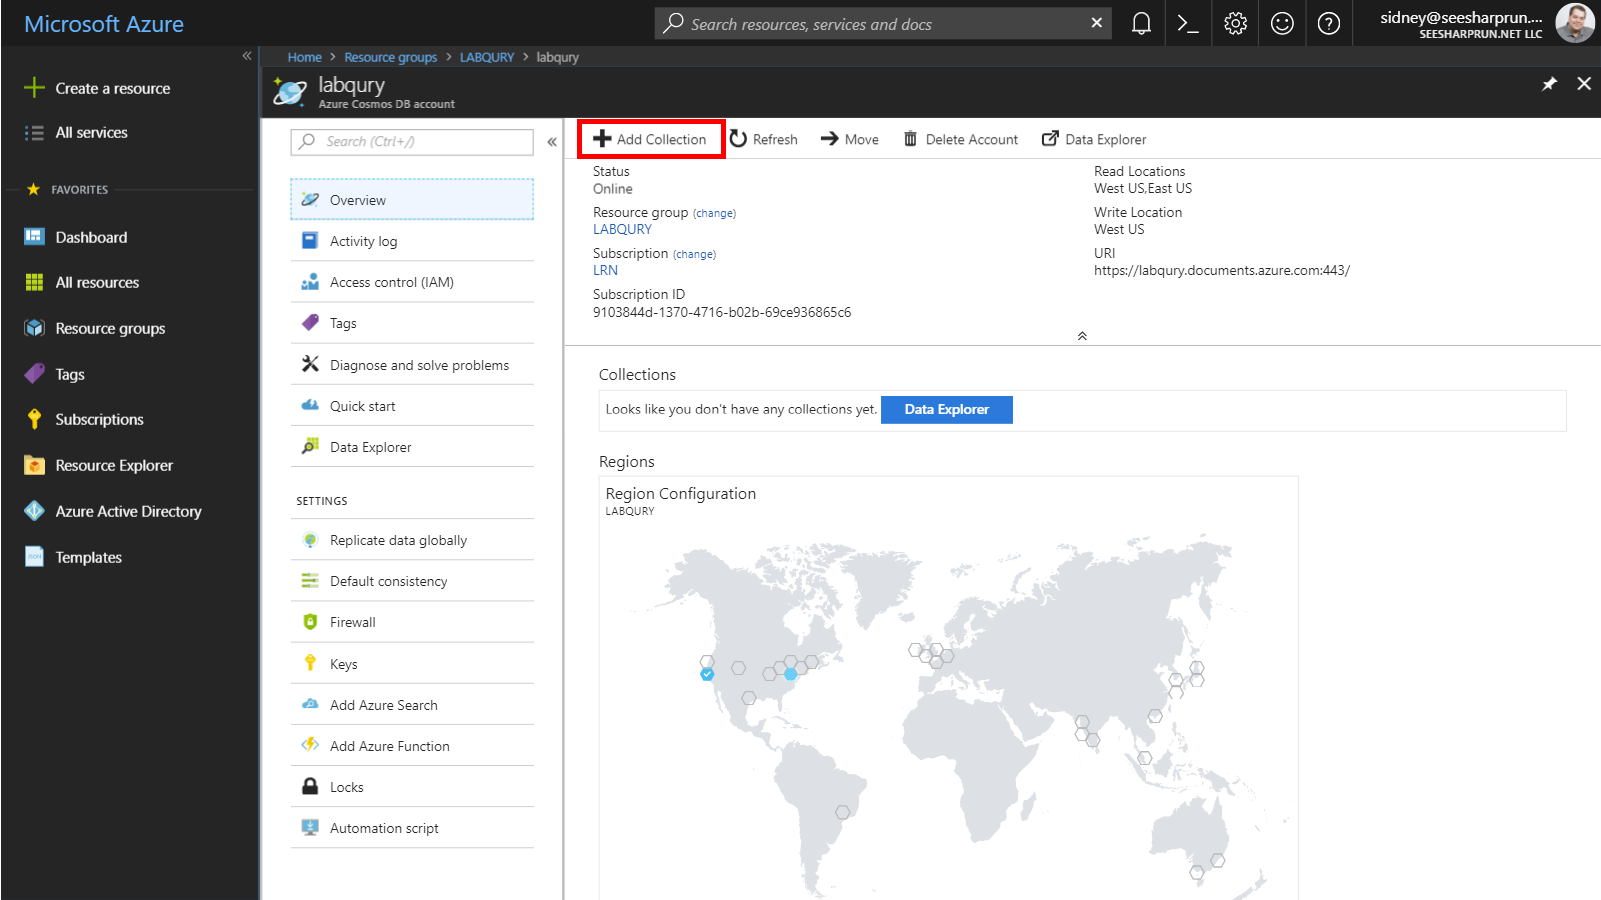 Microsoft Azure
Search resources, services and docs
sidney@seesharprun....
SEESHARPRUN.NET LLC
Create a resource
All services
FAVORITES
Dashboard
All resources
Resource groups
Tags
Subscriptions
Resource Explorer
Azure Active Directory
Templates
Home > Resource groups > LABQURY > labqury
labqury
Azure Cosmos DB account
Search (Ctrl+/)
Overview
Activity log
Access control (IAM)
Tags
Diagnose and solve problems
Quick start
Data Explorer
SETTINGS
Replicate data globally
Default consistency
Firewall
Keys
Add Azure Search
Add Azure Function
Locks
Automation script
Add Collection Refresh Move Delete Account Data Explorer
Status
Online
Resource group (change)
LABQURY
Subscription (change)
LRN
Subscription ID
9103844d-1370-4716-b02b-69ce936865c6
Read Locations
West US,East US
Write Location
West US
URI
https://labqury.documents.azure.com:443/
Collections
Looks like you don't have any collections yet. Data Explorer
Regions
Region Configuration
LABQURY